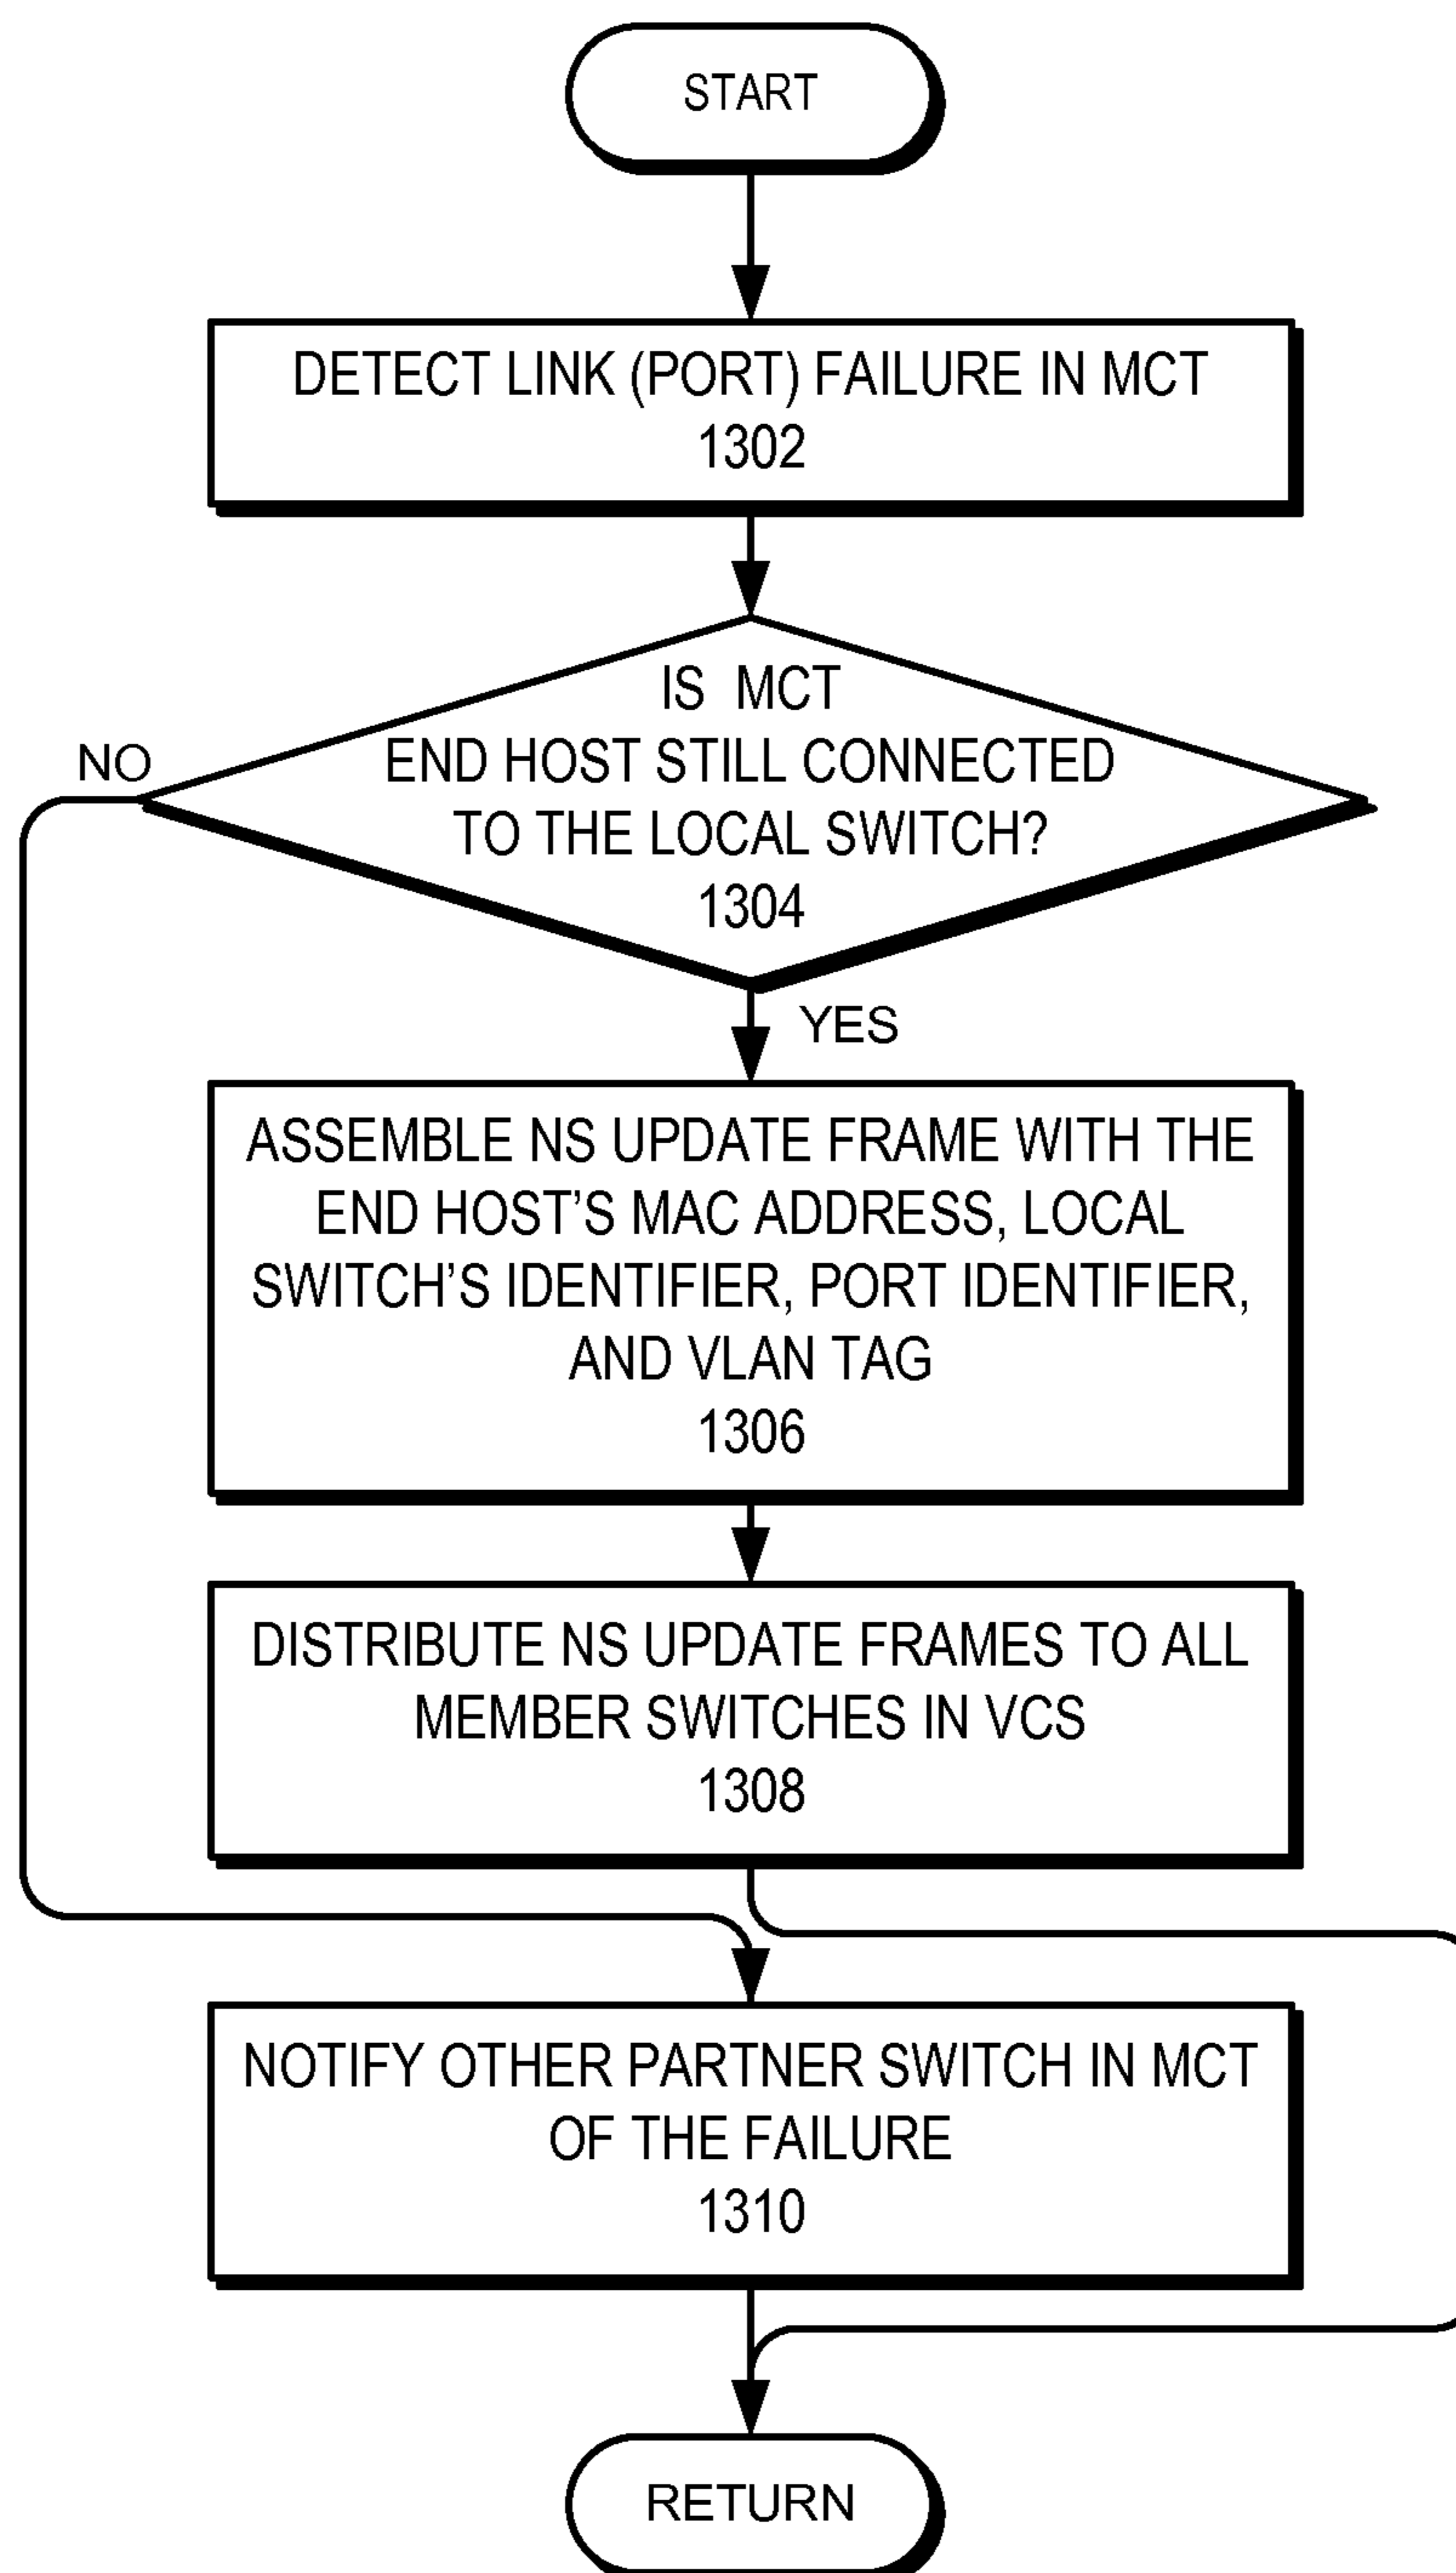 START
DETECT LINK (PORT) FAILURE IN MCT
1302
IS MCT
END HOST STILL CONNECTED
TO THE LOCAL SWITCH?
1304
NO
YES
ASSEMBLE NS UPDATE FRAME WITH THE
END HOST'S MAC ADDRESS, LOCAL
SWITCH'S IDENTIFIER, PORT IDENTIFIER,
AND VLAN TAG
1306
DISTRIBUTE NS UPDATE FRAMES TO ALL
MEMBER SWITCHES IN VCS
1308
NOTIFY OTHER PARTNER SWITCH IN MCT
OF THE FAILURE
1310
RETURN